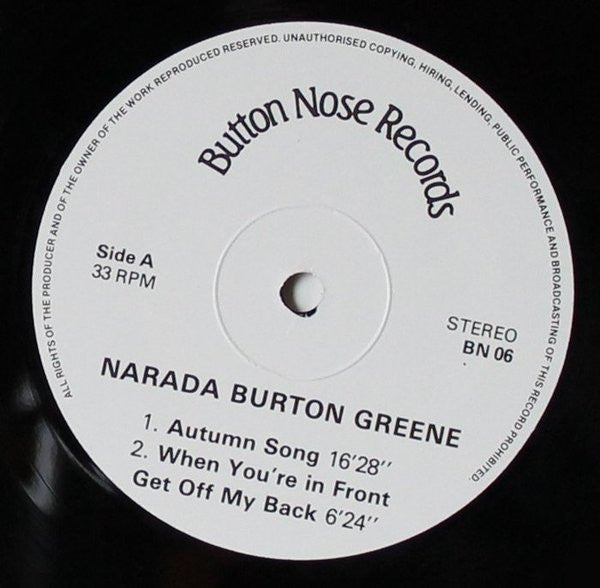 ALL RIGHTS OF THE PRODUCER AND OF THE OWNER OF THE WORK REPRODUCED RESERVED. UNAUTHORISED COPYING, HIRING, LENDING, PUBLIC PERFORMANCE AND BROADCASTING OF THIS RECORD PROHIBITED.
Button Nose Records
Side A
33 RPM
STEREO
BN 06
NARADA BURTON GREENE
1. Autumn Song 16'28''
2. When You're in Front
Get Off My Back 6'24''